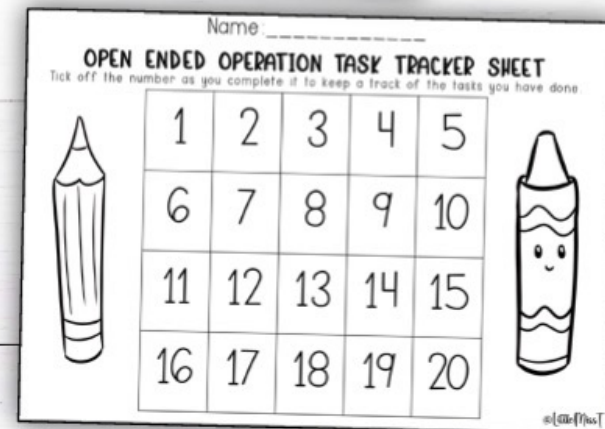 Name:____________
OPEN ENDED OPERATION TASK TRACKER SHEET
Tick off the number as you complete it to keep a track of the tasks you have done.
1 2 3 4 5
6 7 8 9 10
11 12 13 14 15
16 17 18 19 20
©LittleMissT